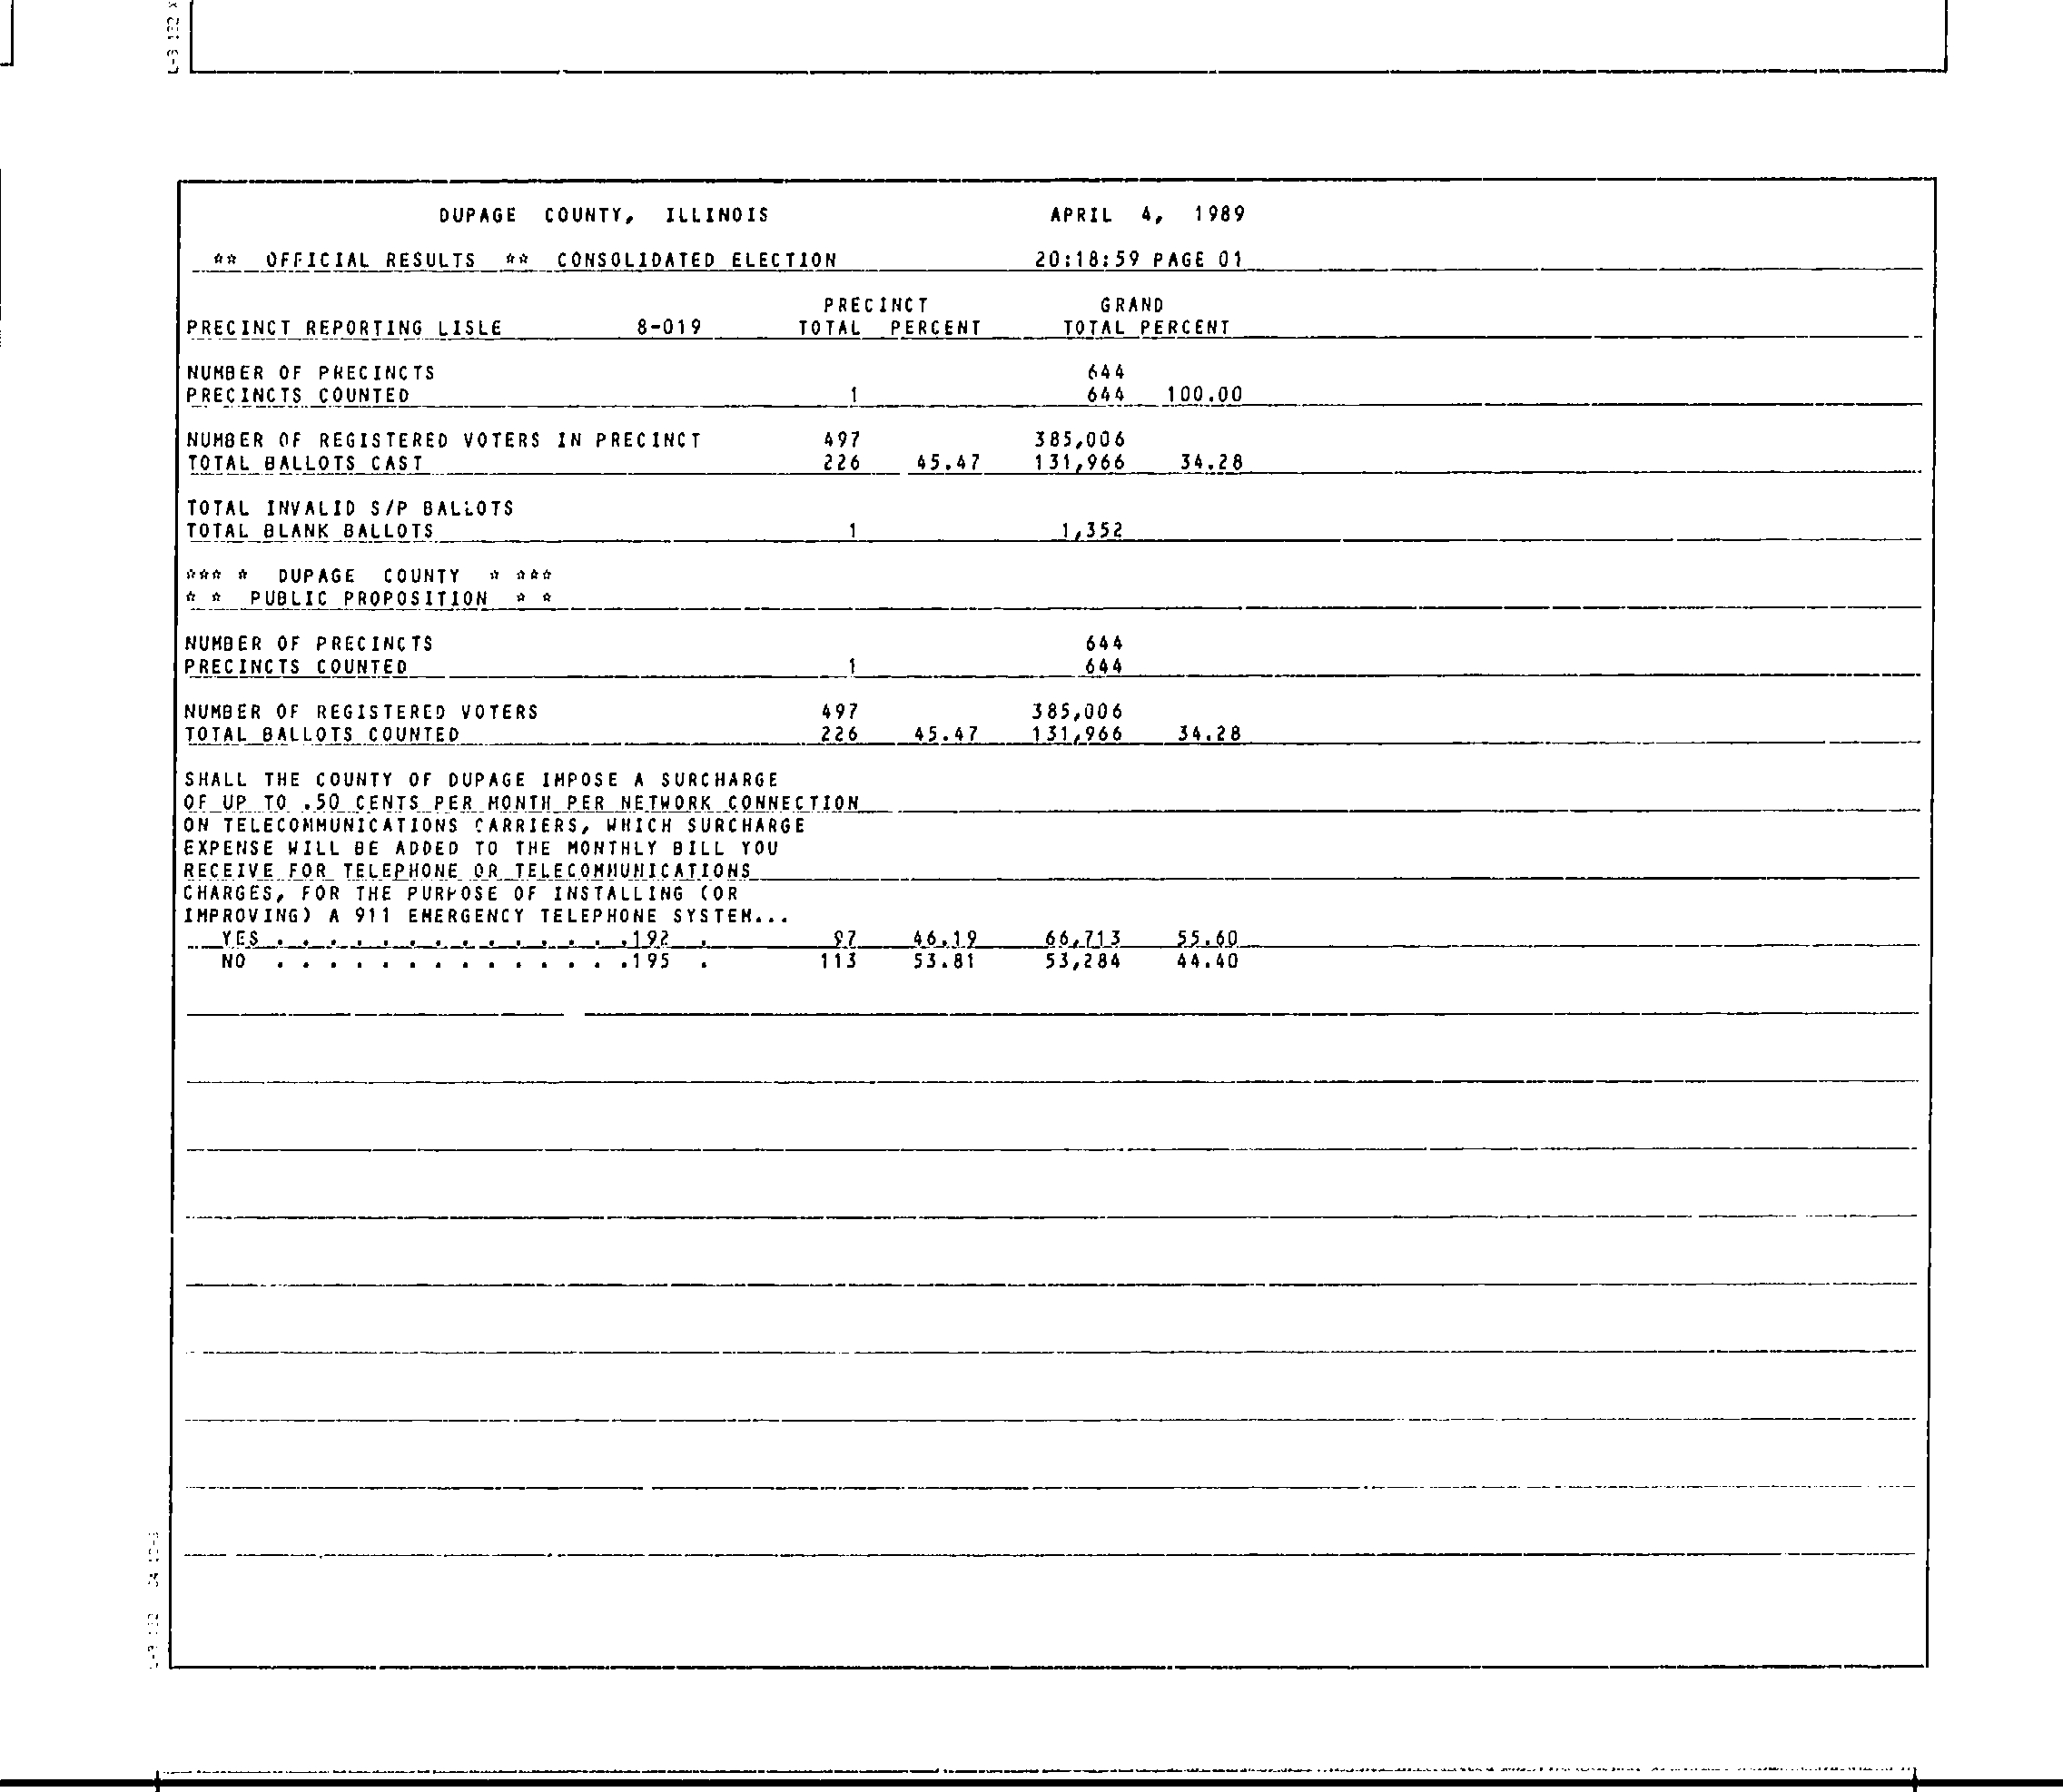 DUPAGE COUNTY, ILLINOIS APRIL 4, 1989
** OFFICIAL RESULTS ** CONSOLIDATED ELECTION 20:18:59 PAGE 01
PRECINCT GRAND
PRECINCT REPORTING LISLE 8-019 TOTAL PERCENT TOTAL PERCENT
NUMBER OF PRECINCTS 644
PRECINCTS COUNTED 1 644 100.00
NUMBER OF REGISTERED VOTERS IN PRECINCT 497 385,006
TOTAL BALLOTS CAST 226 45.47 131,966 34.28
TOTAL INVALID S/P BALLOTS
TOTAL BLANK BALLOTS 1 1,352
*** * DUPAGE COUNTY * ***
* * PUBLIC PROPOSITION * *
NUMBER OF PRECINCTS 644
PRECINCTS COUNTED 1 644
NUMBER OF REGISTERED VOTERS 497 385,006
TOTAL BALLOTS COUNTED 226 45.47 131,966 34.28
SHALL THE COUNTY OF DUPAGE IMPOSE A SURCHARGE
OF UP TO .50 CENTS PER MONTH PER NETWORK CONNECTION
ON TELECOMMUNICATIONS CARRIERS, WHICH SURCHARGE
EXPENSE WILL BE ADDED TO THE MONTHLY BILL YOU
RECEIVE FOR TELEPHONE OR TELECOMMUNICATIONS
CHARGES, FOR THE PURPOSE OF INSTALLING (OR
IMPROVING) A 911 EMERGENCY TELEPHONE SYSTEM...
YES . . . . . . . . . . . . . .192 . 97 46.19 66,713 55.60
NO . . . . . . . . . . . . . .195 . 113 53.81 53,284 44.40